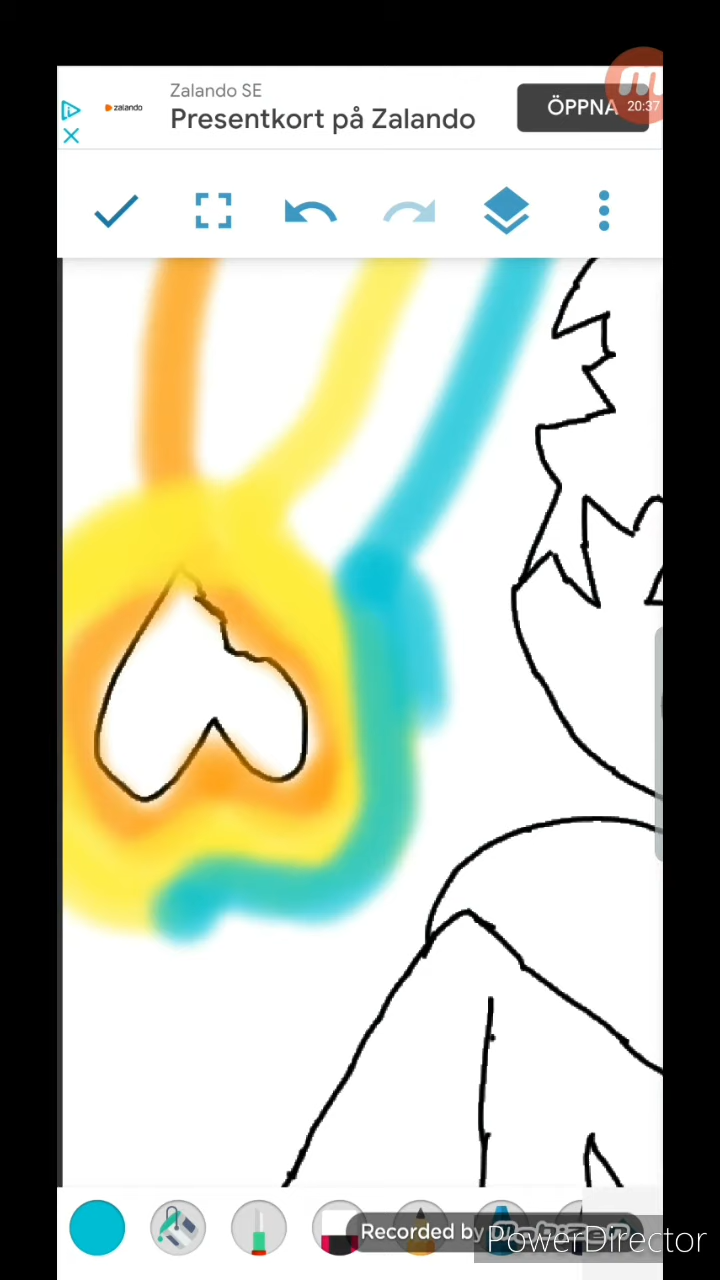 Zalando SE
zalando
Presentkort på Zalando
ÖPPNA
20:37
Recorded by
PowerDirector